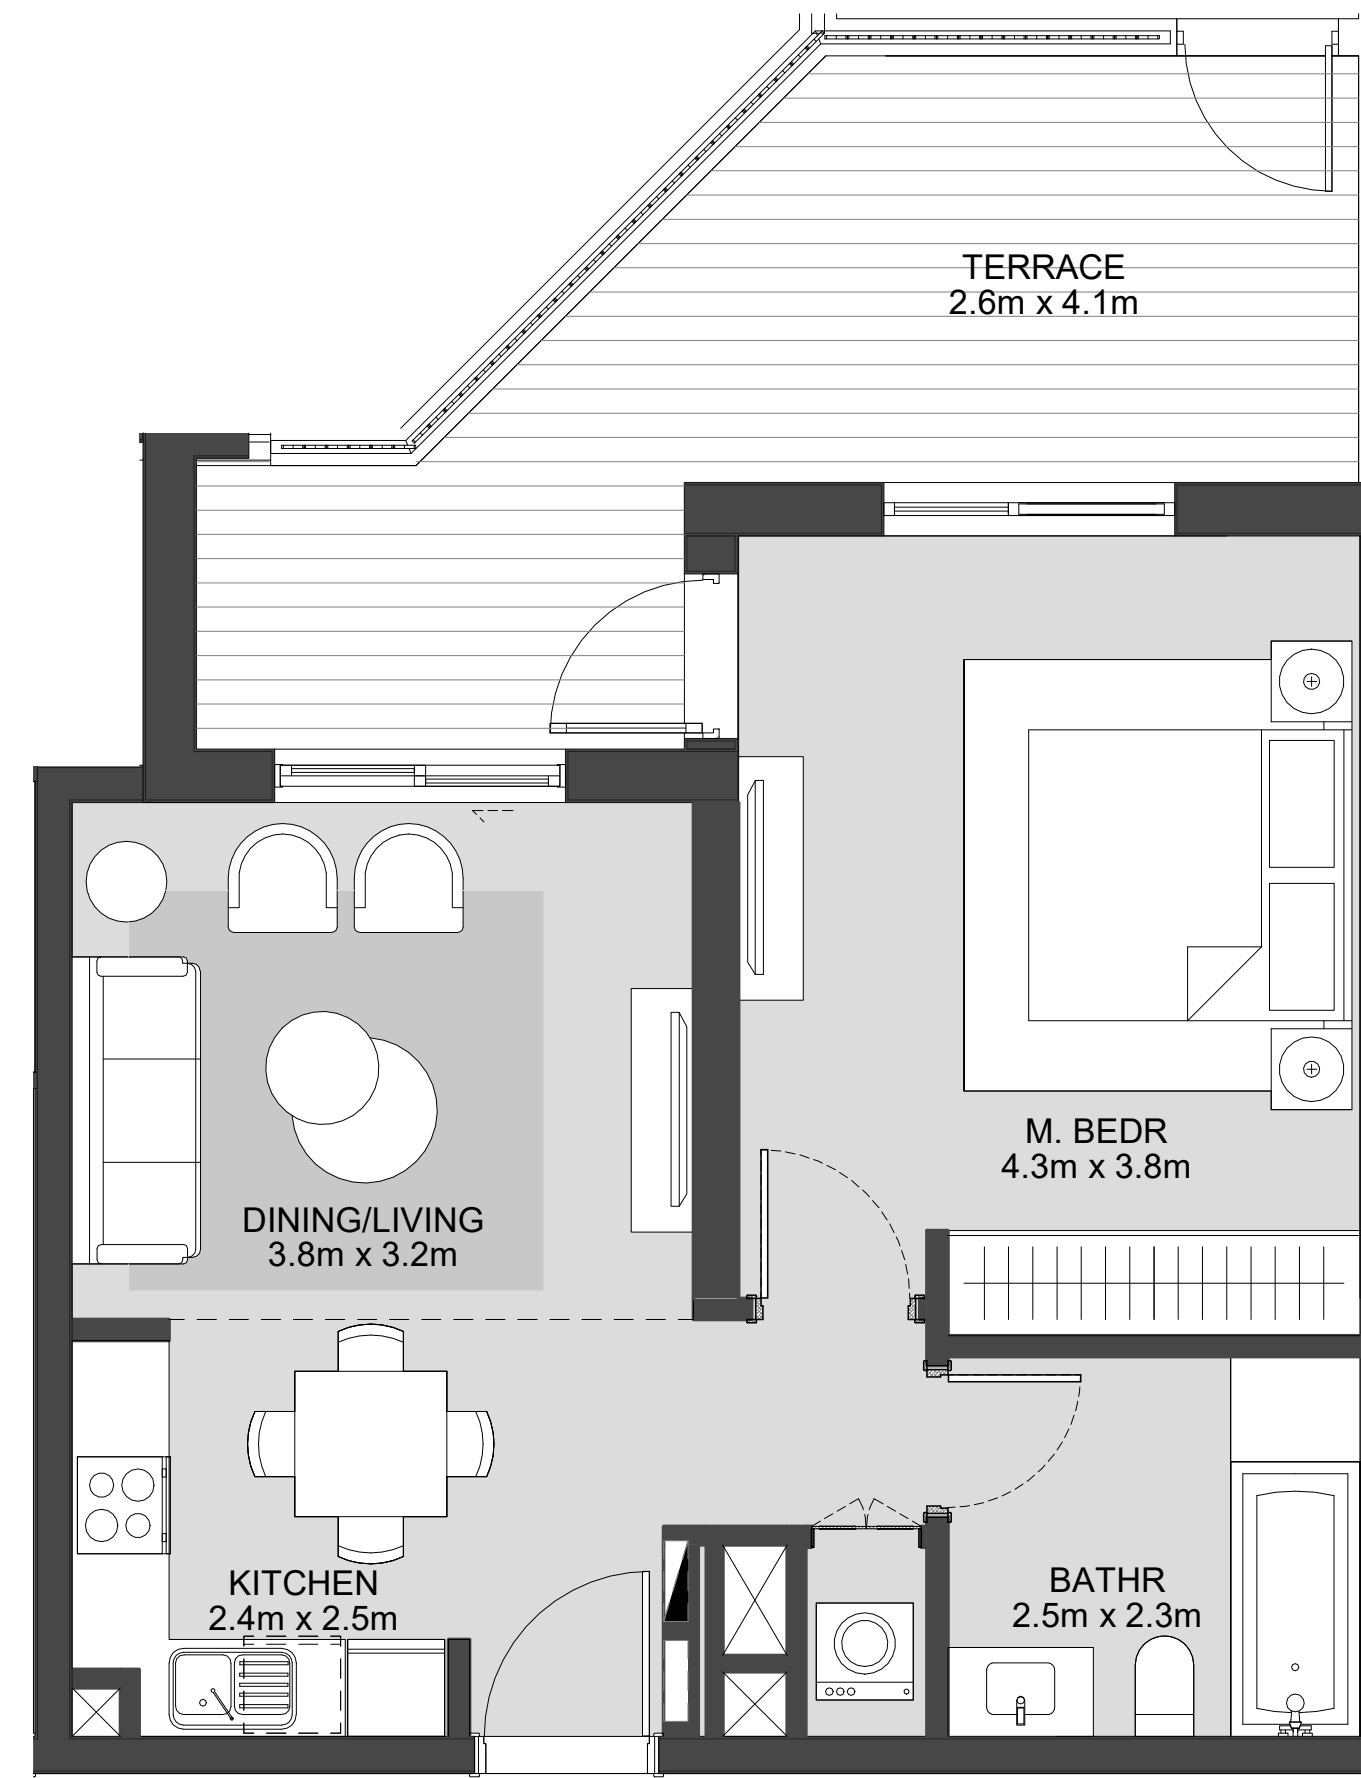 TERRACE
2.6m x 4.1m
M. BEDR
4.3m x 3.8m
DINING/LIVING
3.8m x 3.2m
KITCHEN
2.4m x 2.5m
BATHR
2.5m x 2.3m